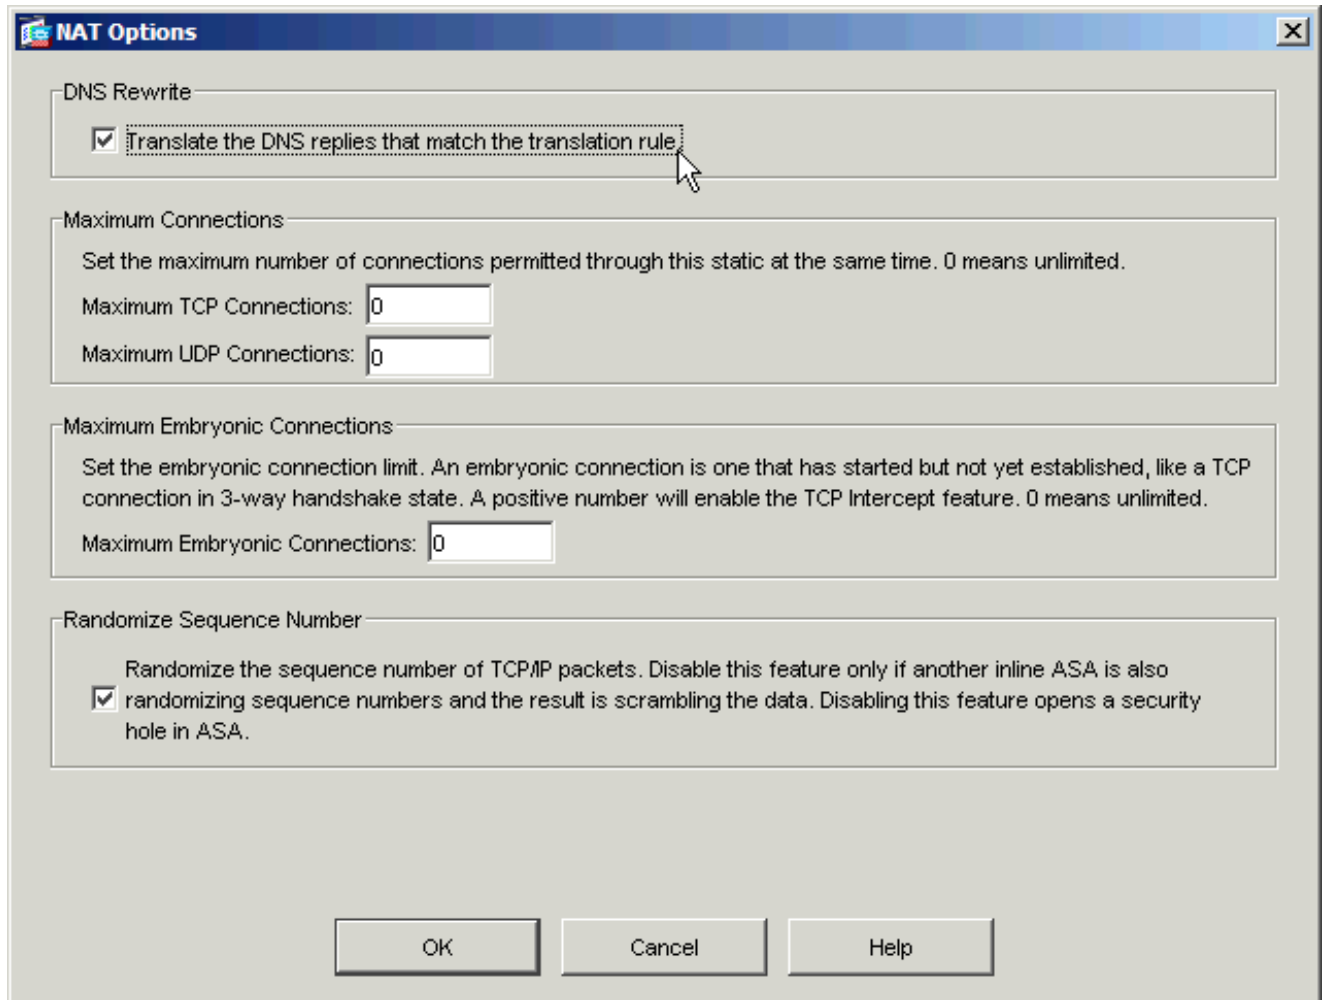 NAT Options
DNS Rewrite
Translate the DNS replies that match the translation rule.
Maximum Connections
Set the maximum number of connections permitted through this static at the same time. 0 means unlimited.
Maximum TCP Connections: 0
Maximum UDP Connections: 0
Maximum Embryonic Connections
Set the embryonic connection limit. An embryonic connection is one that has started but not yet established, like a TCP
connection in 3-way handshake state. A positive number will enable the TCP Intercept feature. 0 means unlimited.
Maximum Embryonic Connections: 0
Randomize Sequence Number
Randomize the sequence number of TCP/IP packets. Disable this feature only if another inline ASA is also
randomizing sequence numbers and the result is scrambling the data. Disabling this feature opens a security
hole in ASA.
OK Cancel Help